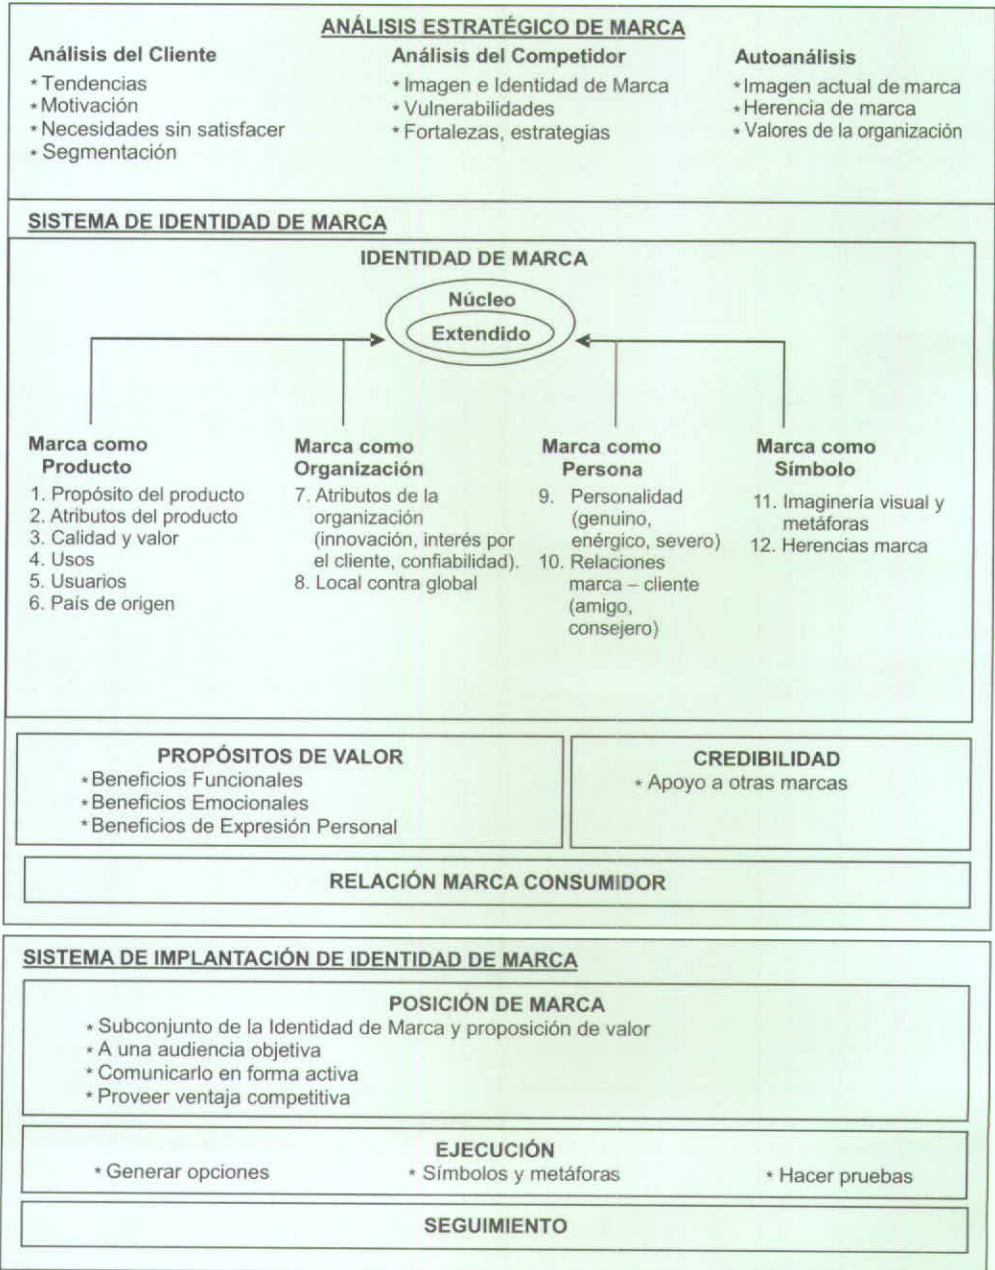 ANÁLISIS ESTRATÉGICO DE MARCA
Análisis del Cliente
* Tendencias
* Motivación
* Necesidades sin satisfacer
* Segmentación
Análisis del Competidor
* Imagen e Identidad de Marca
* Vulnerabilidades
* Fortalezas, estrategias
Autoanálisis
* Imagen actual de marca
* Herencia de marca
* Valores de la organización
SISTEMA DE IDENTIDAD DE MARCA
IDENTIDAD DE MARCA
Núcleo
Extendido
Marca como
Producto
1. Propósito del producto
2. Atributos del producto
3. Calidad y valor
4. Usos
5. Usuarios
6. País de origen
Marca como
Organización
7. Atributos de la
organización
(innovación, interés por
el cliente, confiabilidad).
8. Local contra global
Marca como
Persona
9. Personalidad
(genuino,
enérgico, severo)
10. Relaciones
marca – cliente
(amigo,
consejero)
Marca como
Símbolo
11. Imaginería visual y
metáforas
12. Herencias marca
PROPÓSITOS DE VALOR
* Beneficios Funcionales
* Beneficios Emocionales
* Beneficios de Expresión Personal
CREDIBILIDAD
* Apoyo a otras marcas
RELACIÓN MARCA CONSUMIDOR
SISTEMA DE IMPLANTACIÓN DE IDENTIDAD DE MARCA
POSICIÓN DE MARCA
* Subconjunto de la Identidad de Marca y proposición de valor
* A una audiencia objetiva
* Comunicarlo en forma activa
* Proveer ventaja competitiva
EJECUCIÓN
* Generar opciones * Símbolos y metáforas * Hacer pruebas
SEGUIMIENTO